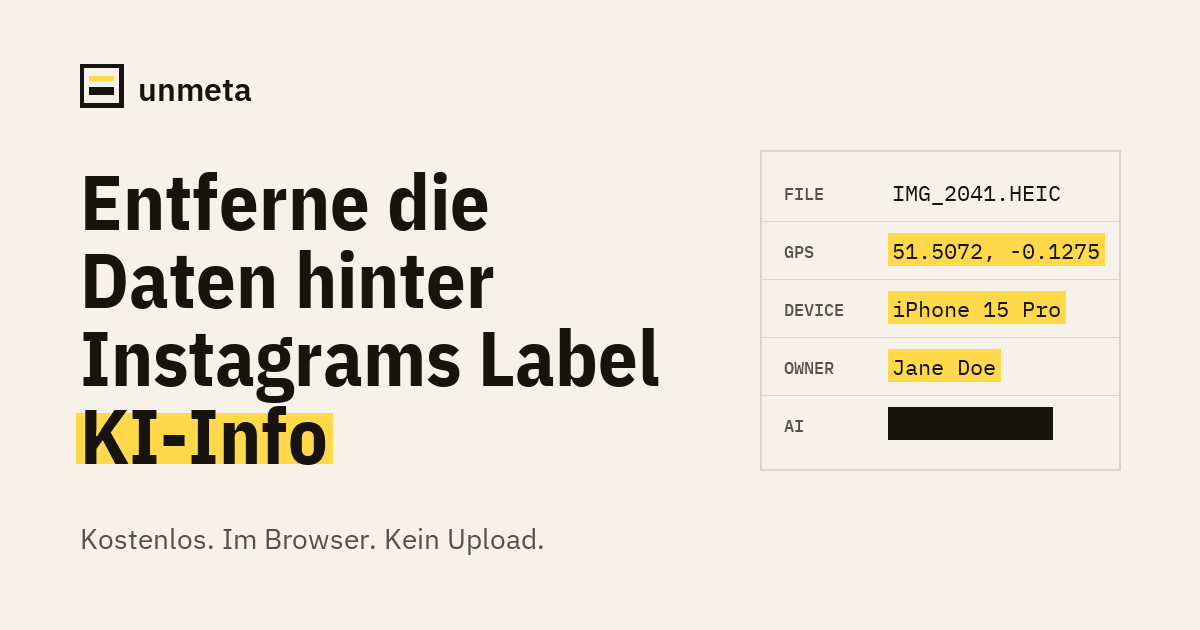 unmeta
Entferne die
Daten hinter
Instagrams Label
KI-Info
Kostenlos. Im Browser. Kein Upload.
FILE IMG_2041.HEIC
GPS 51.5072, -0.1275
DEVICE iPhone 15 Pro
OWNER Jane Doe
AI